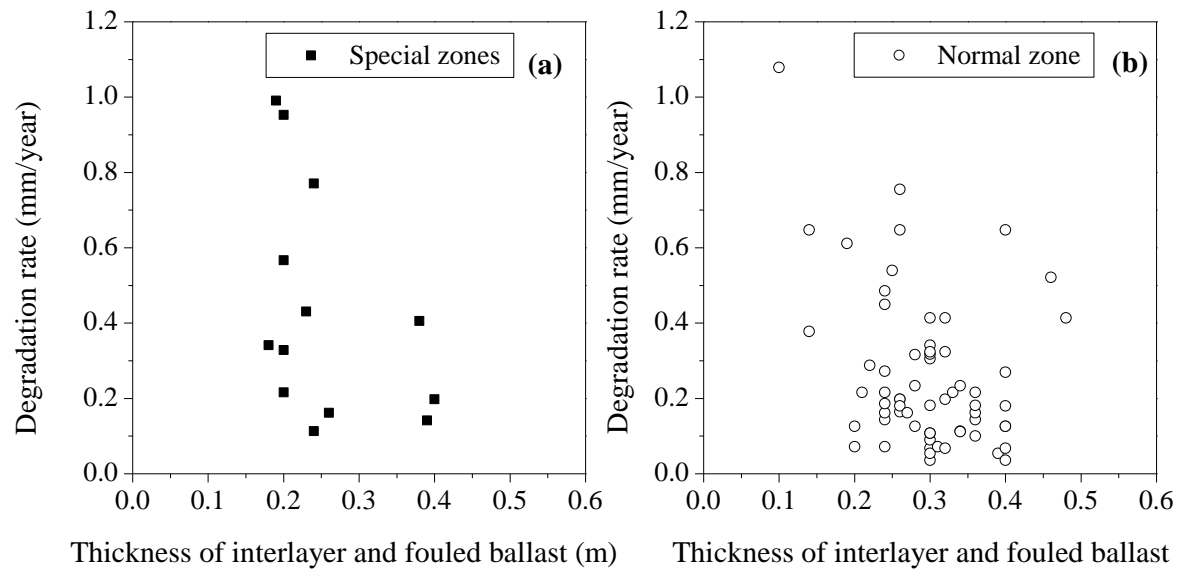 1.2
1.0
0.8
0.6
0.4
0.2
0.0
Degradation rate (mm/year)
Special zones
(a)
0.0 0.1 0.2 0.3 0.4 0.5 0.6
Thickness of interlayer and fouled ballast (m)
1.2
1.0
0.8
0.6
0.4
0.2
0.0
Degradation rate (mm/year)
Normal zone
(b)
0.0 0.1 0.2 0.3 0.4 0.5 0.6
Thickness of interlayer and fouled ballast